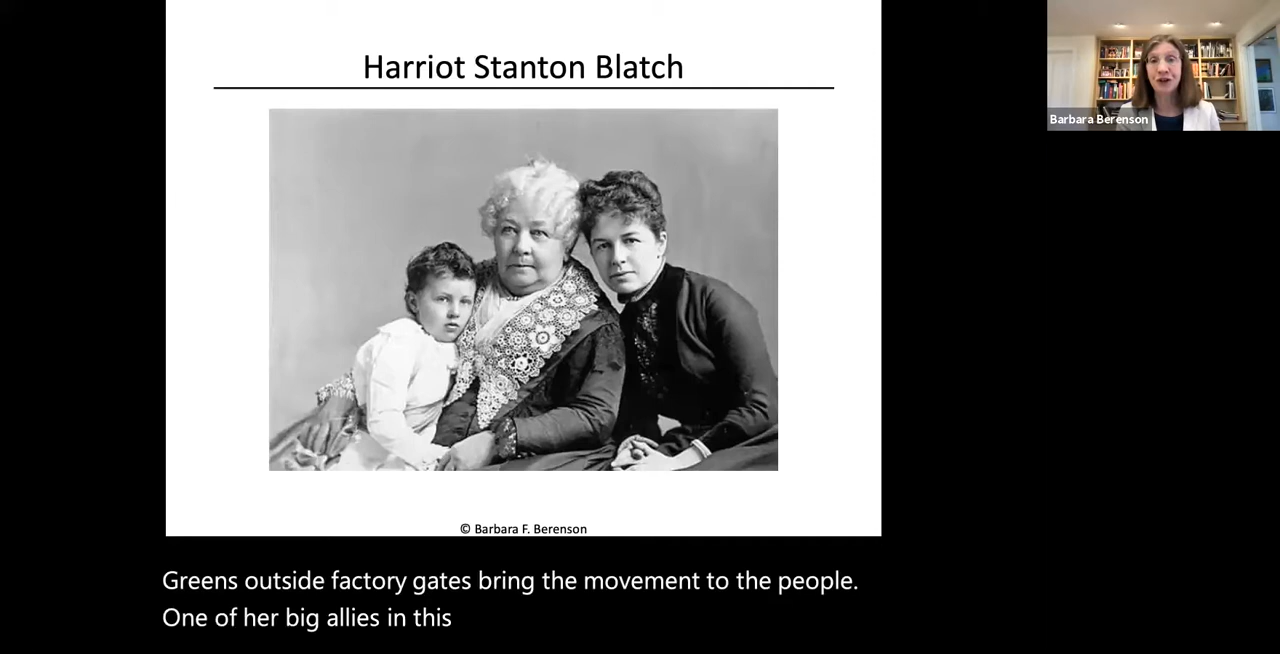 Harriot Stanton Blatch
Barbara Berenson
© Barbara F. Berenson
Greens outside factory gates bring the movement to the people.
One of her big allies in this